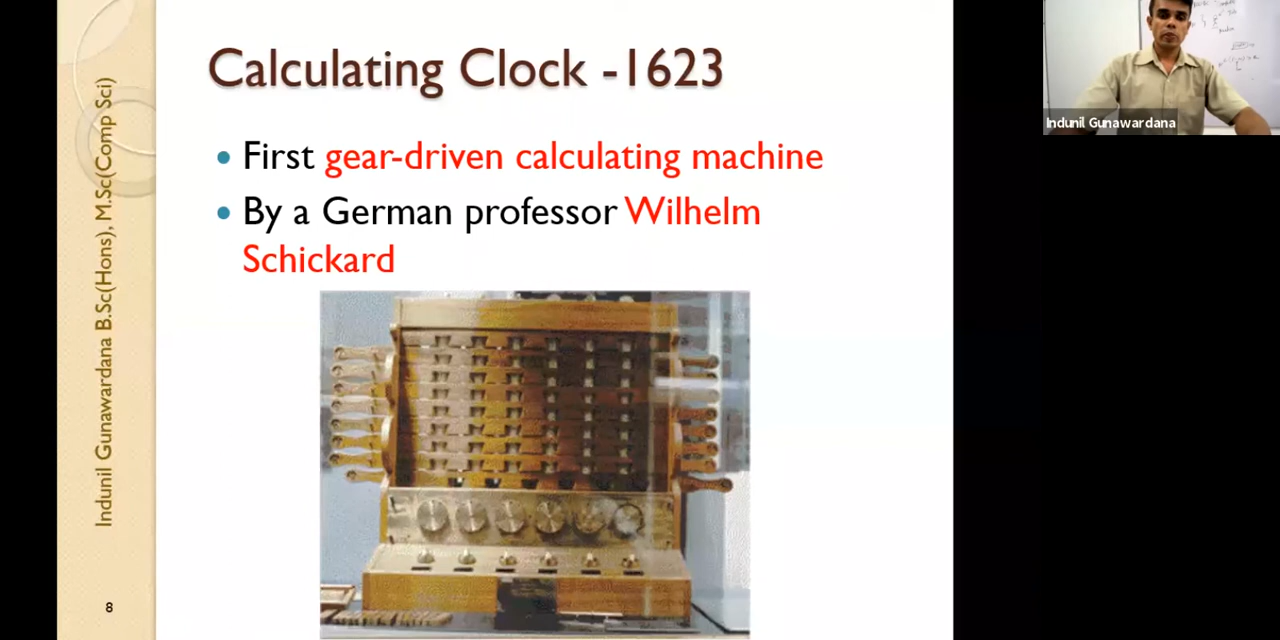 Calculating Clock -1623
First gear-driven calculating machine
By a German professor Wilhelm
Schickard
Indunil Gunawardana B.Sc(Hons), M.Sc(Comp Sci)
8
Indunil Gunawardana